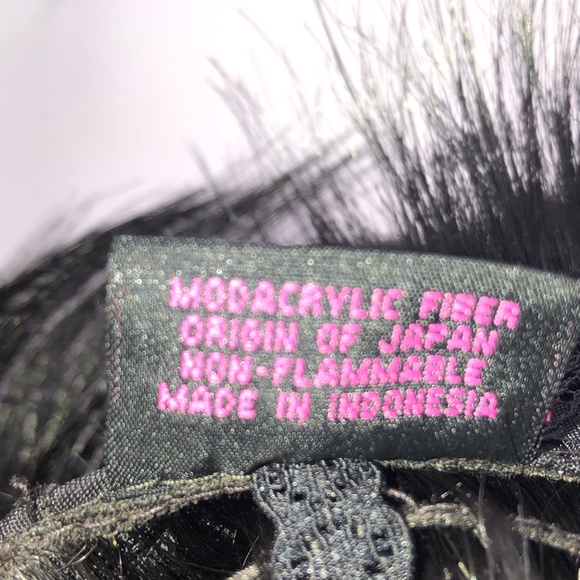 MODACRYLIC FIBER
ORIGIN OF JAPAN
NON-FLAMMABLE
MADE IN INDONESIA